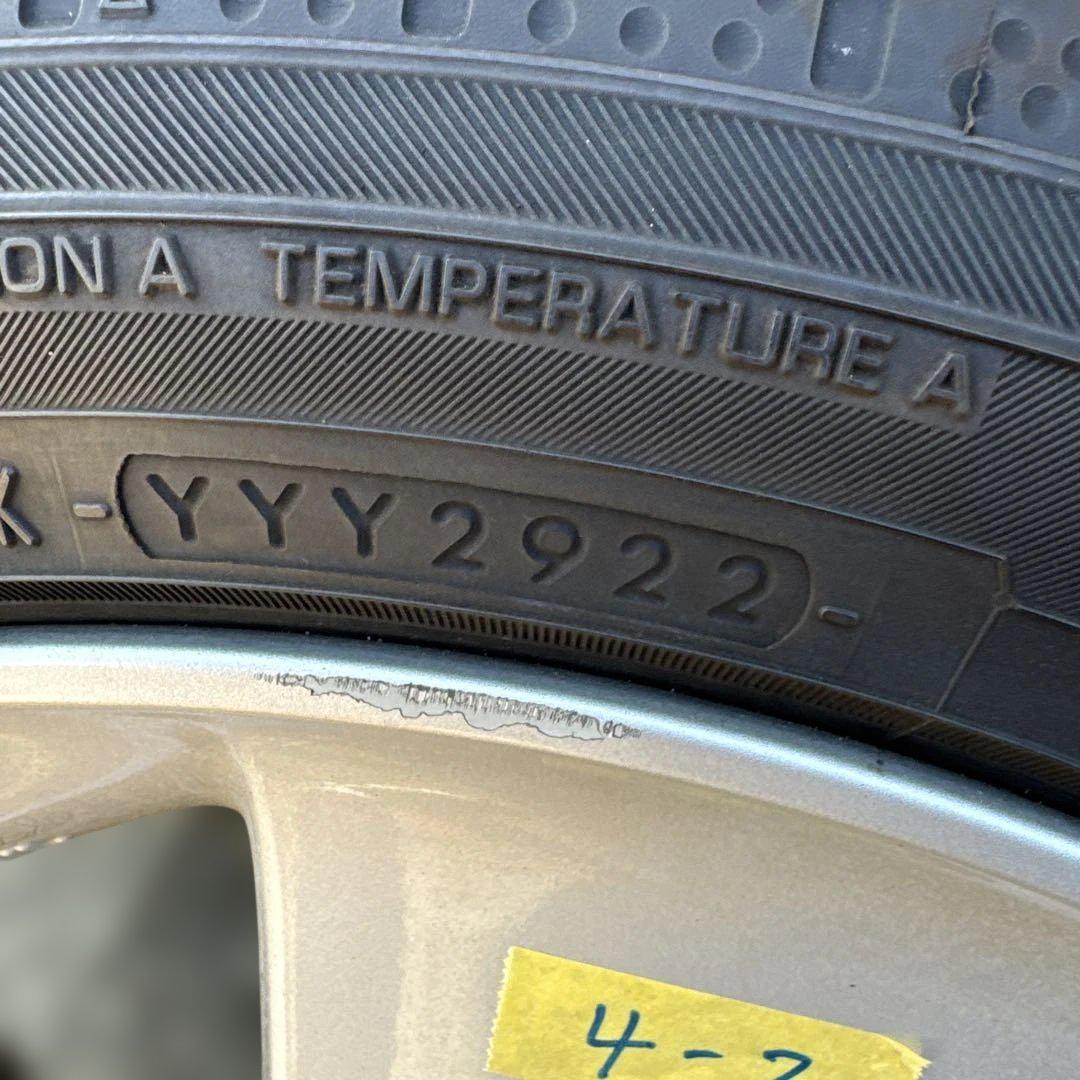 ON A TEMPERATURE A
K - YYY2922 -
4-2